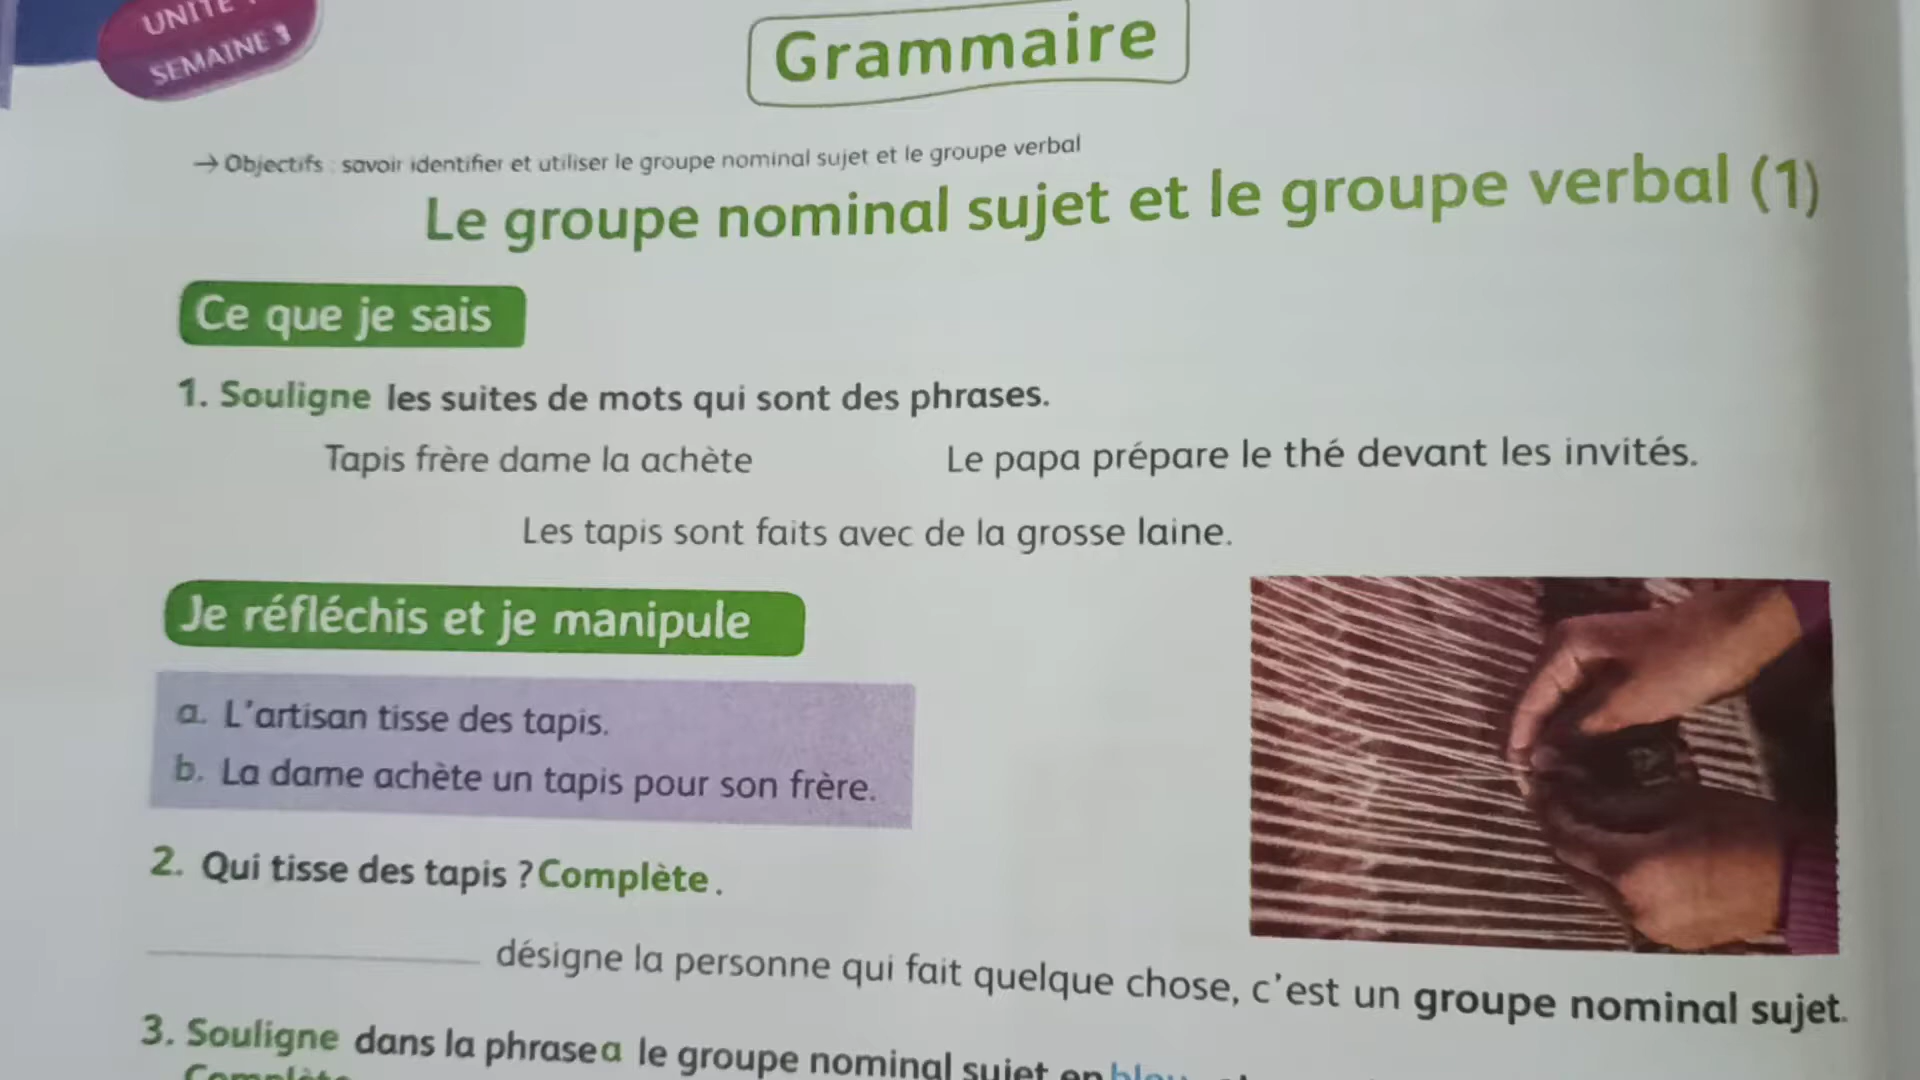 UNITÉ
SEMAINE 3
Grammaire
→ Objectifs : savoir identifier et utiliser le groupe nominal sujet et le groupe verbal
Le groupe nominal sujet et le groupe verbal (1)
Ce que je sais
1. Souligne les suites de mots qui sont des phrases.
Tapis frère dame la achète
Le papa prépare le thé devant les invités.
Les tapis sont faits avec de la grosse laine.
Je réfléchis et je manipule
a. L'artisan tisse des tapis.
b. La dame achète un tapis pour son frère.
2. Qui tisse des tapis ? Complète .
désigne la personne qui fait quelque chose, c'est un groupe nominal sujet.
3. Souligne dans la phrase a le groupe nominal sujet en bleu
Complète